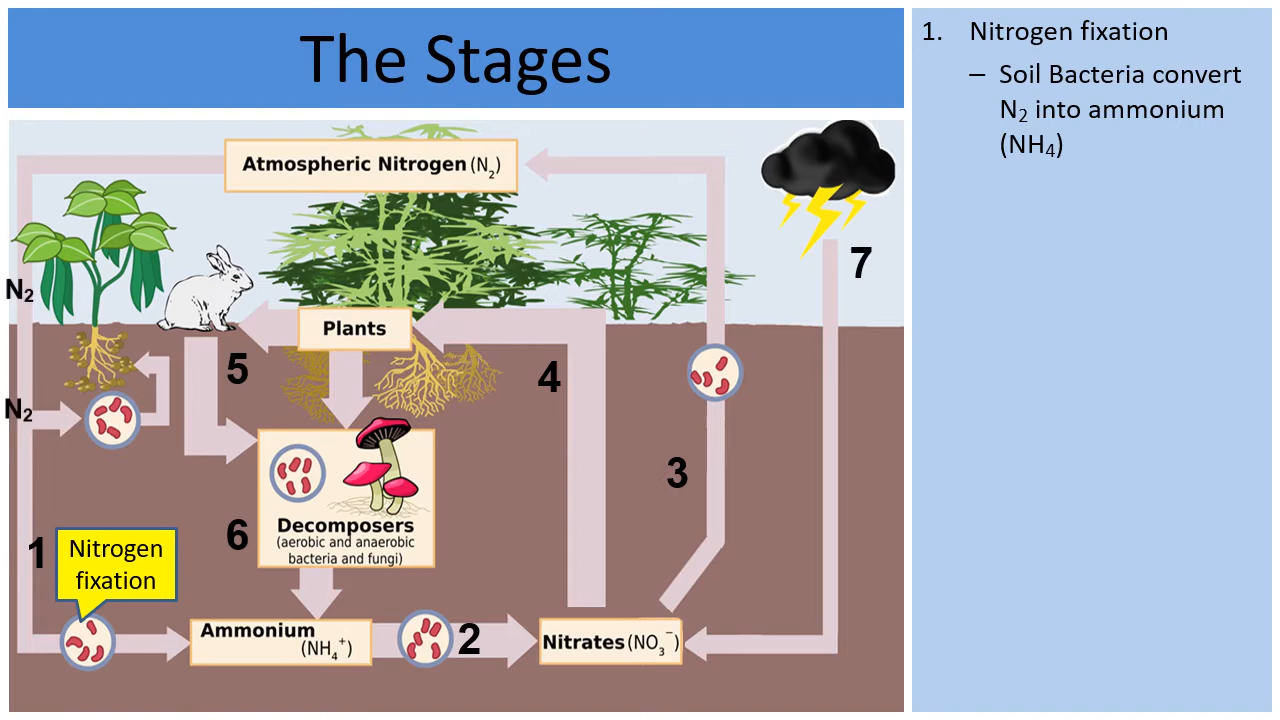 The Stages
1. Nitrogen fixation
– Soil Bacteria convert
N₂ into ammonium
(NH₄)
Atmospheric Nitrogen (N₂)
7
N₂
Plants
5
4
N₂
3
Decomposers
(aerobic and anaerobic
bacteria and fungi)
6
1
Nitrogen
fixation
Ammonium
(NH₄⁺)
2
Nitrates (NO₃⁻)